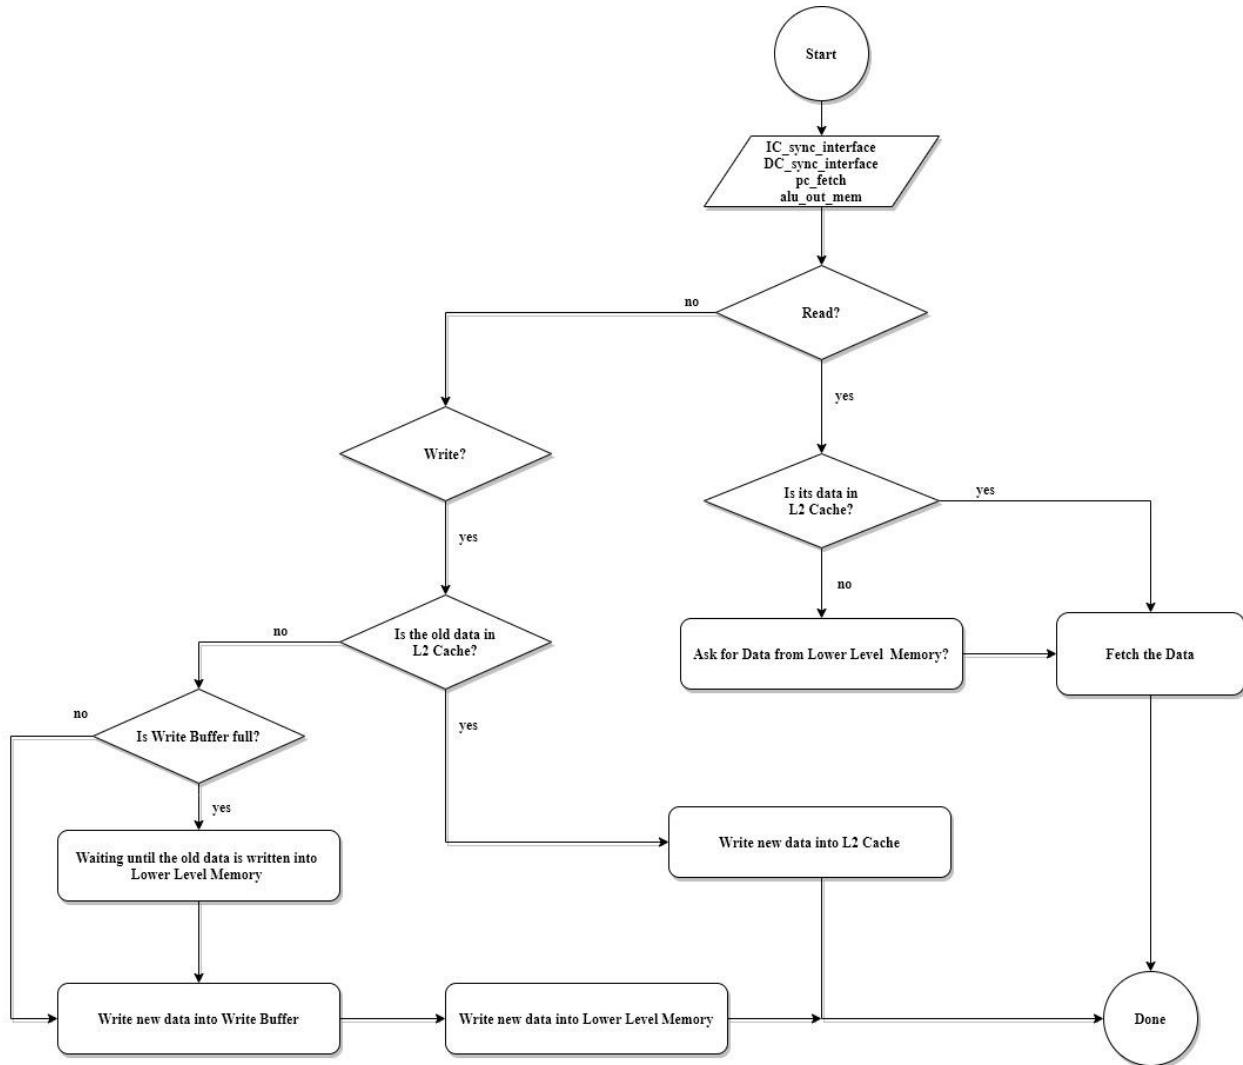 Start
IC_sync_interface
DC_sync_interface
pc_fetch
alu_out_mem
no
Read?
yes
Write?
Is its data in
L2 Cache?
yes
yes
no
no
Is the old data in
L2 Cache?
Ask for Data from Lower Level  Memory?
Fetch the Data
no
Is Write Buffer full?
yes
yes
Waiting until the old data is written into
Lower Level Memory
Write new data into L2 Cache
Write new data into Write Buffer
Write new data into Lower Level Memory
Done